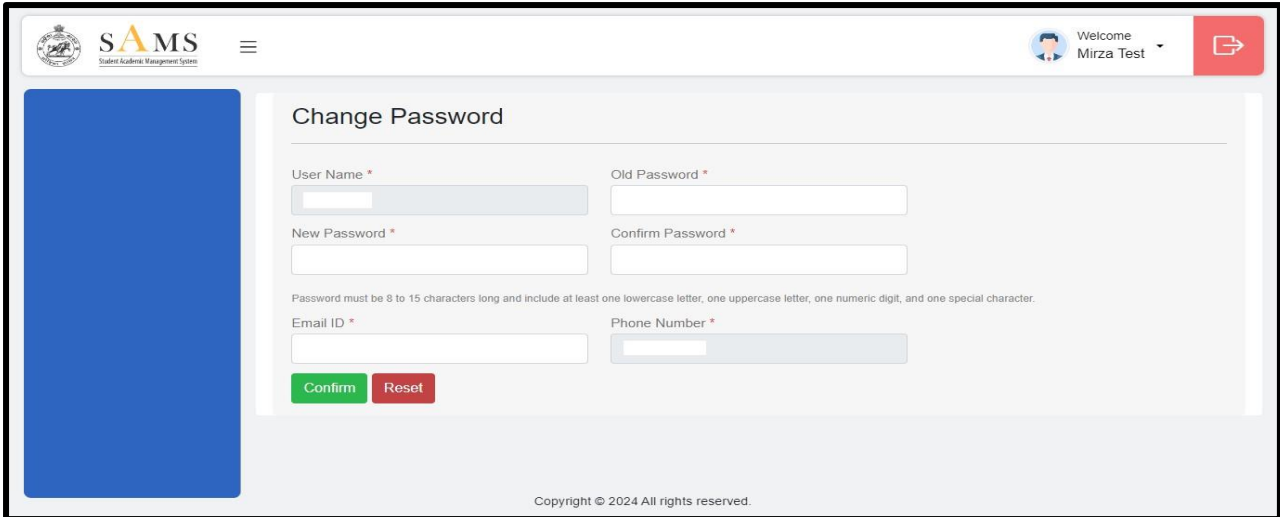 SAMS
Student Academic Management System
Welcome
Mirza Test
Change Password
User Name *
Old Password *
New Password *
Confirm Password *
Password must be 8 to 15 characters long and include at least one lowercase letter, one uppercase letter, one numeric digit, and one special character.
Email ID *
Phone Number *
Confirm
Reset
Copyright © 2024 All rights reserved.